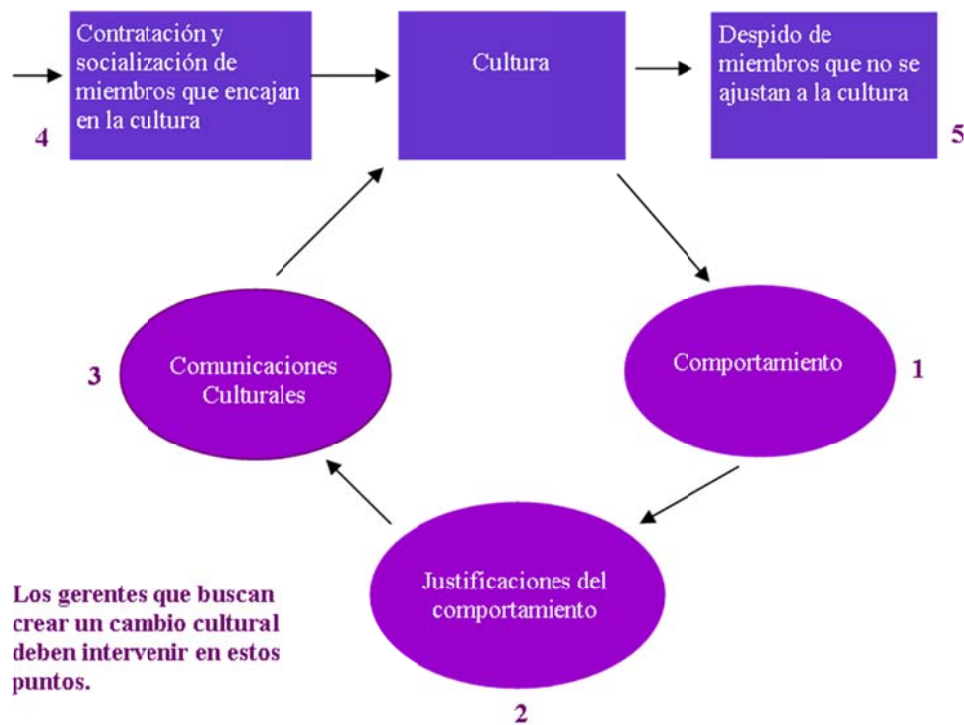 Contratación y
socialización de
miembros que encajan
en la cultura
4
Cultura
Despido de
miembros que no se
ajustan a la cultura
5
Comunicaciones
Culturales
3
Comportamiento
1
Justificaciones del
comportamiento
2
Los gerentes que buscan
crear un cambio cultural
deben intervenir en estos
puntos.